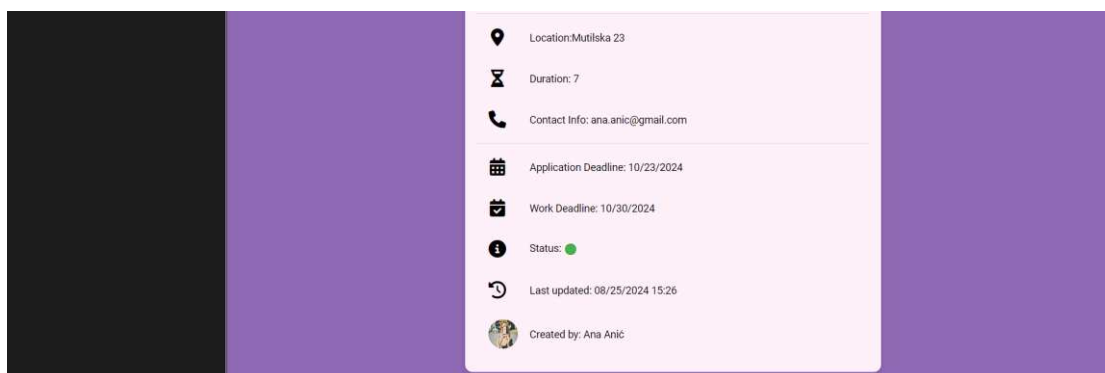 Location:Mutilska 23
Duration: 7
Contact Info: ana.anic@gmail.com
Application Deadline: 10/23/2024
Work Deadline: 10/30/2024
Status:
Last updated: 08/25/2024 15:26
Created by: Ana Anić